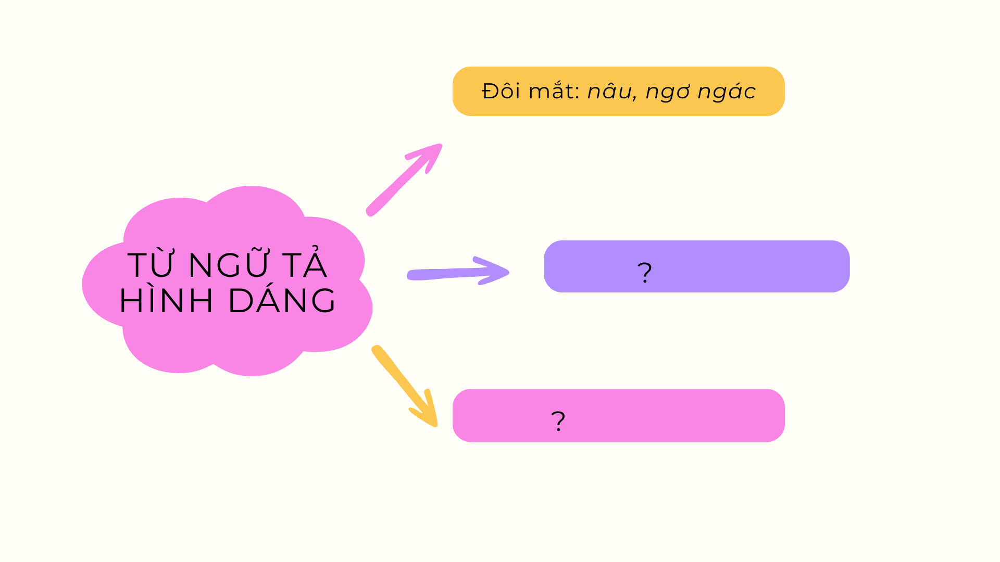 Đôi mắt: nâu, ngơ ngác
TỪ NGỮ TẢ
HÌNH DÁNG
?
?